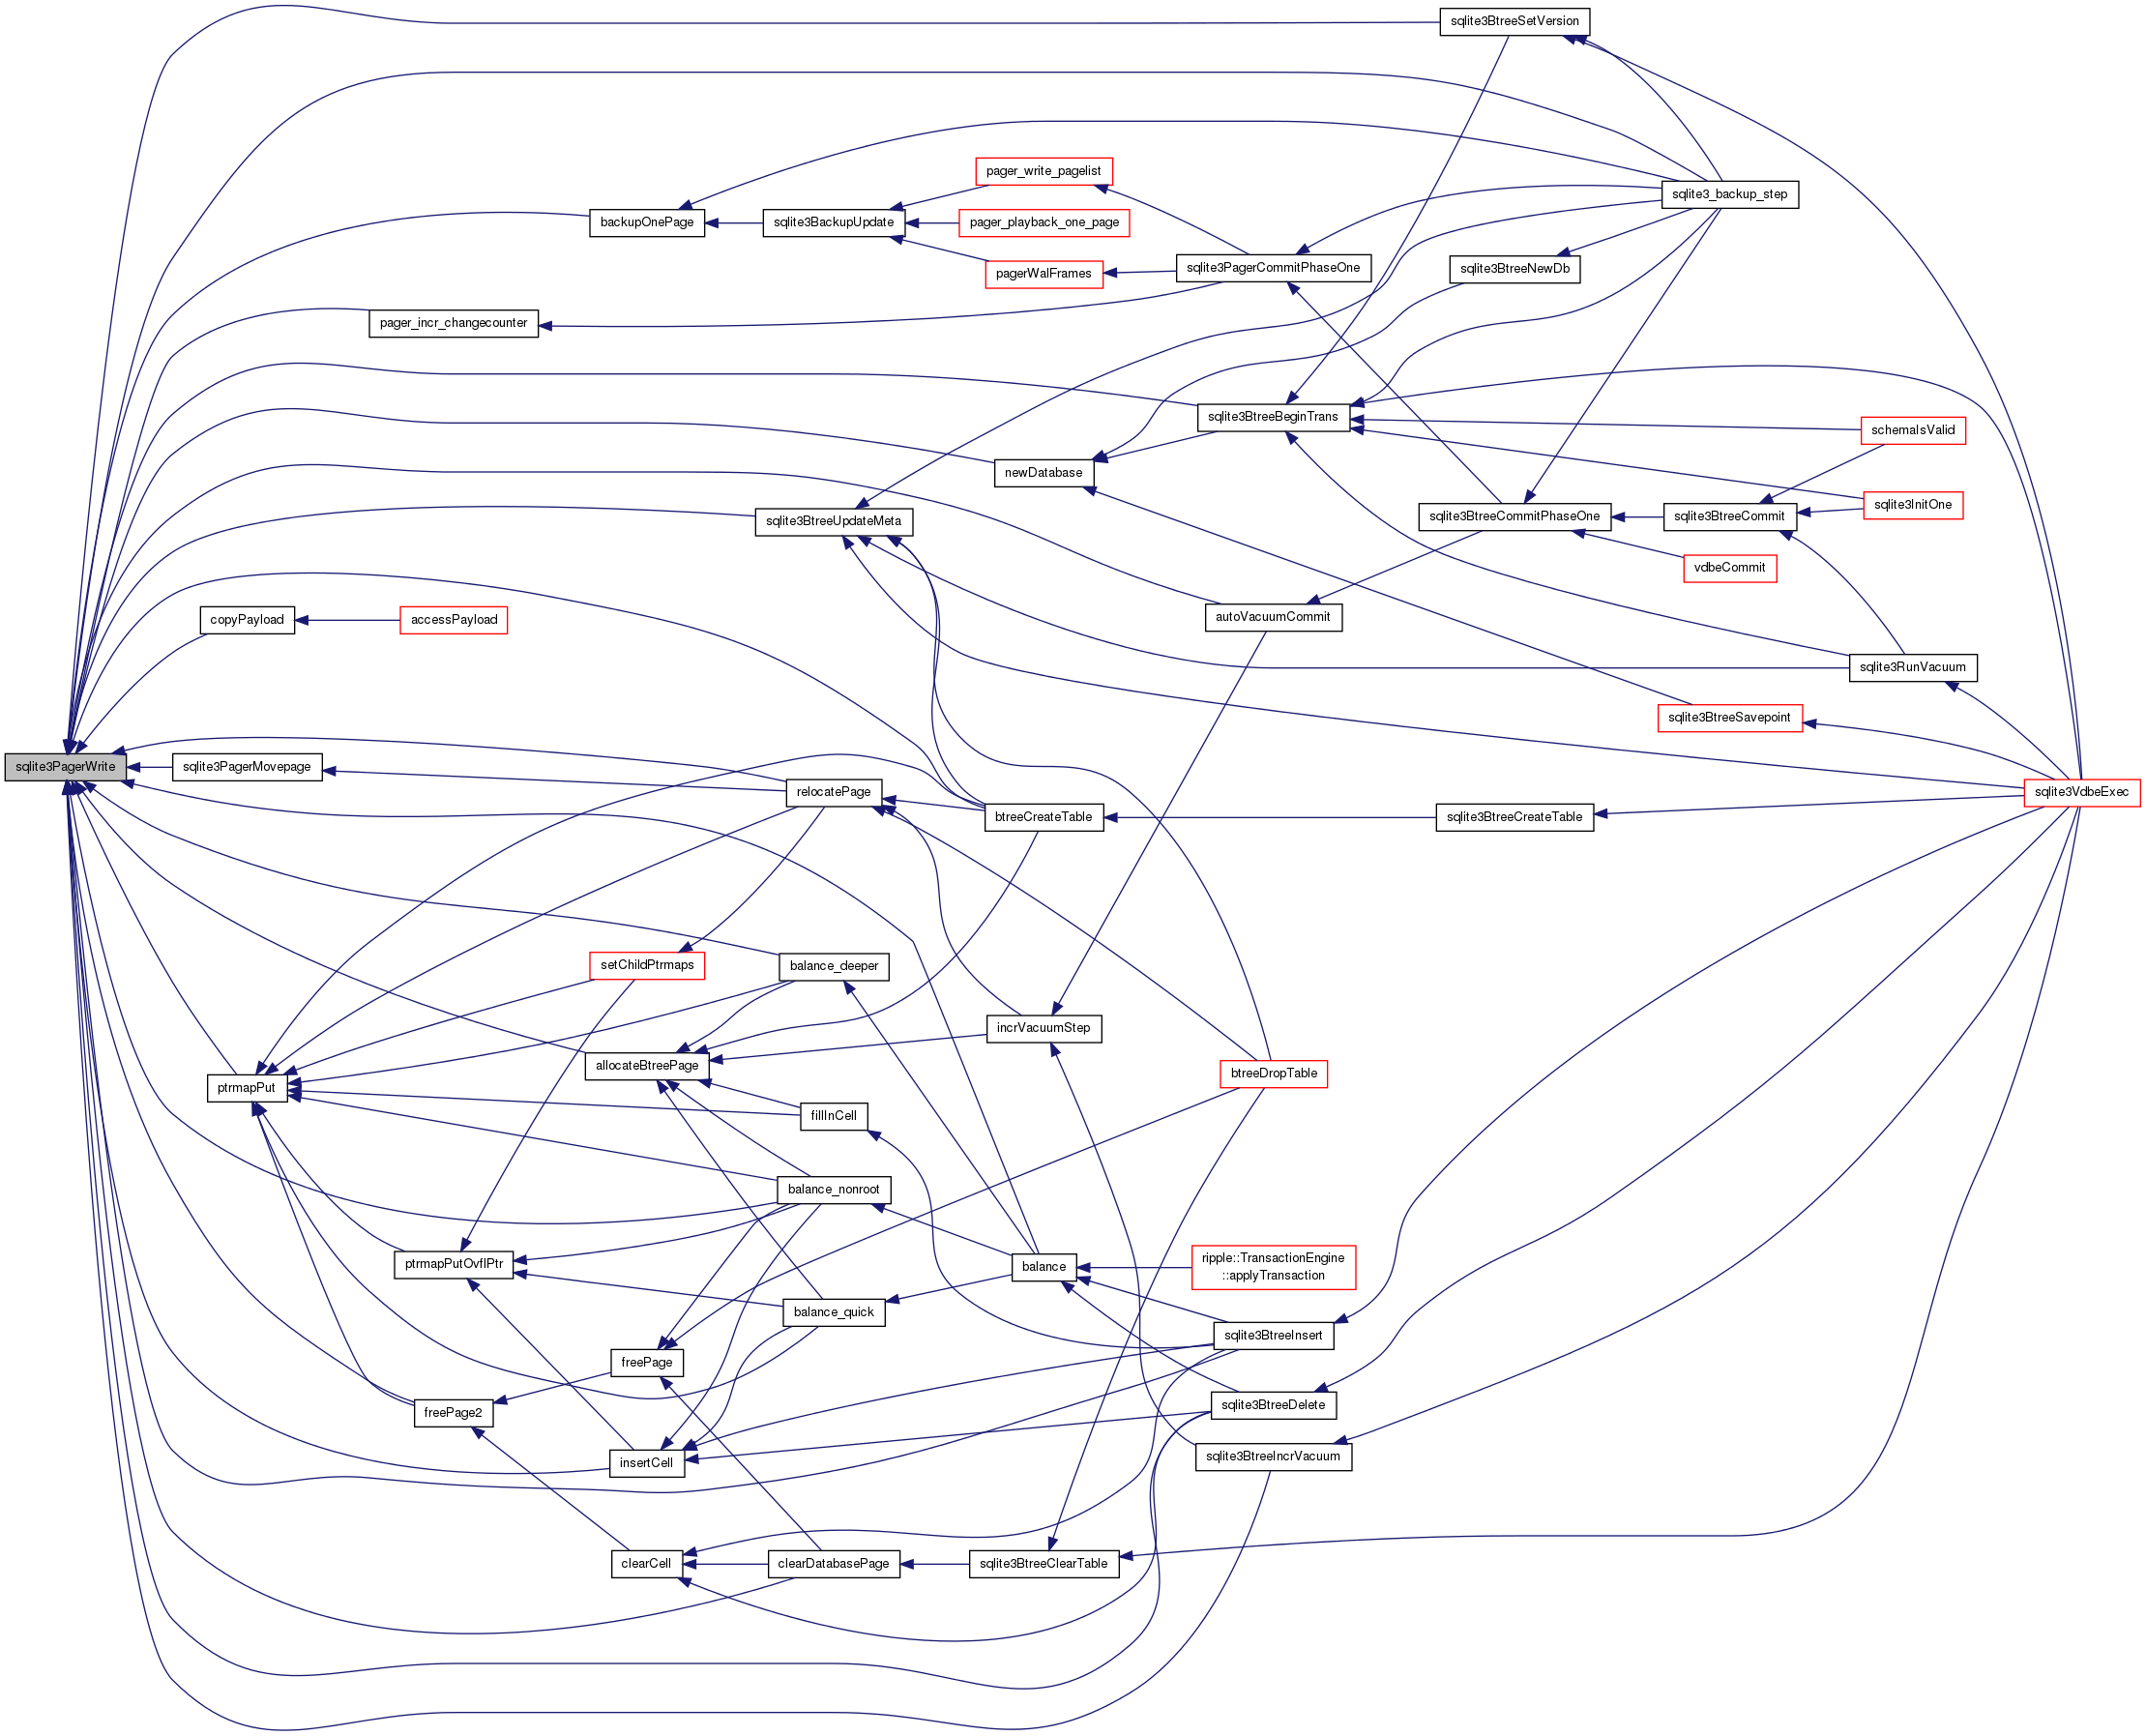 sqlite3BtreeSetVersion
pager_write_pagelist
sqlite3_backup_step
backupOnePage
sqlite3BackupUpdate
pager_playback_one_page
sqlite3PagerCommitPhaseOne
sqlite3BtreeNewDb
pagerWalFrames
pager_incr_changecounter
sqlite3BtreeBeginTrans
schemaIsValid
newDatabase
sqlite3InitOne
sqlite3BtreeUpdateMeta
sqlite3BtreeCommitPhaseOne
sqlite3BtreeCommit
vdbeCommit
copyPayload
accessPayload
autoVacuumCommit
sqlite3RunVacuum
sqlite3BtreeSavepoint
sqlite3PagerWrite
sqlite3PagerMovepage
relocatePage
sqlite3VdbeExec
btreeCreateTable
sqlite3BtreeCreateTable
setChildPtrmaps
balance_deeper
incrVacuumStep
allocateBtreePage
btreeDropTable
ptrmapPut
fillInCell
balance_nonroot
ptrmapPutOvflPtr
balance
ripple::TransactionEngine
::applyTransaction
balance_quick
sqlite3BtreeInsert
freePage
sqlite3BtreeDelete
freePage2
insertCell
sqlite3BtreeIncrVacuum
clearCell
clearDatabasePage
sqlite3BtreeClearTable